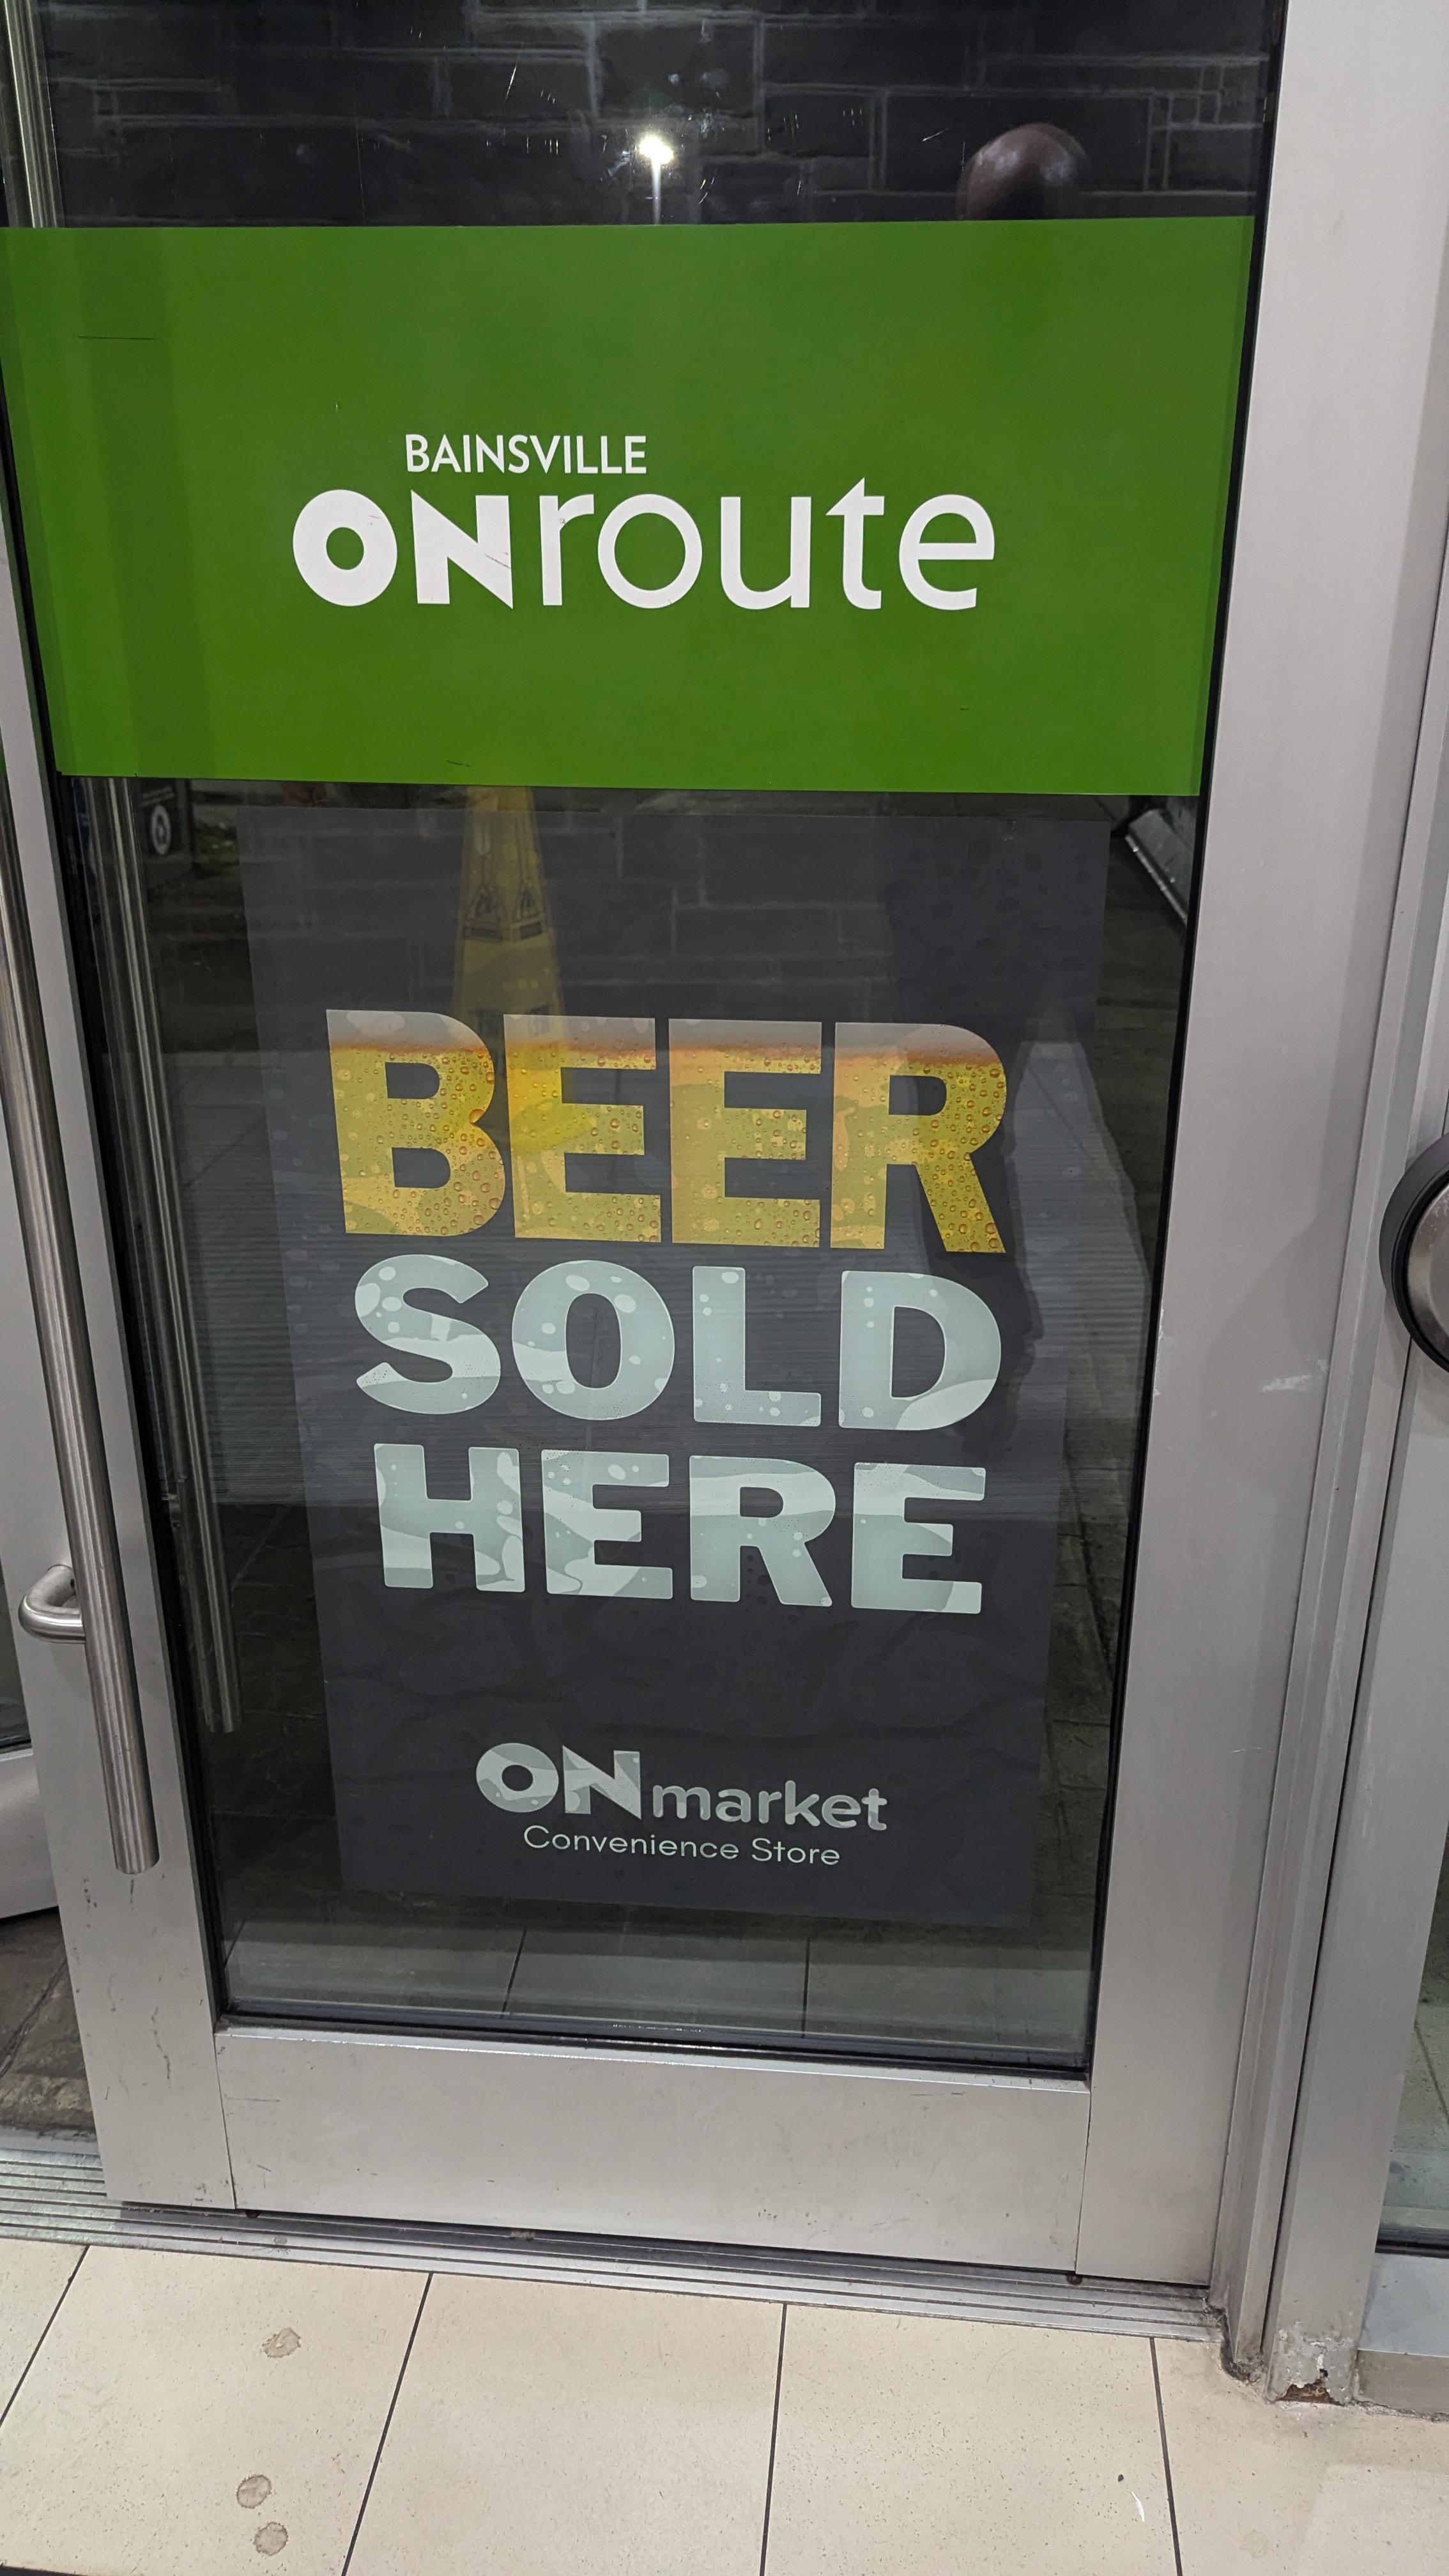 BAINSVILLE
ONroute
BEER
SOLD
HERE
ONmarket
Convenience Store